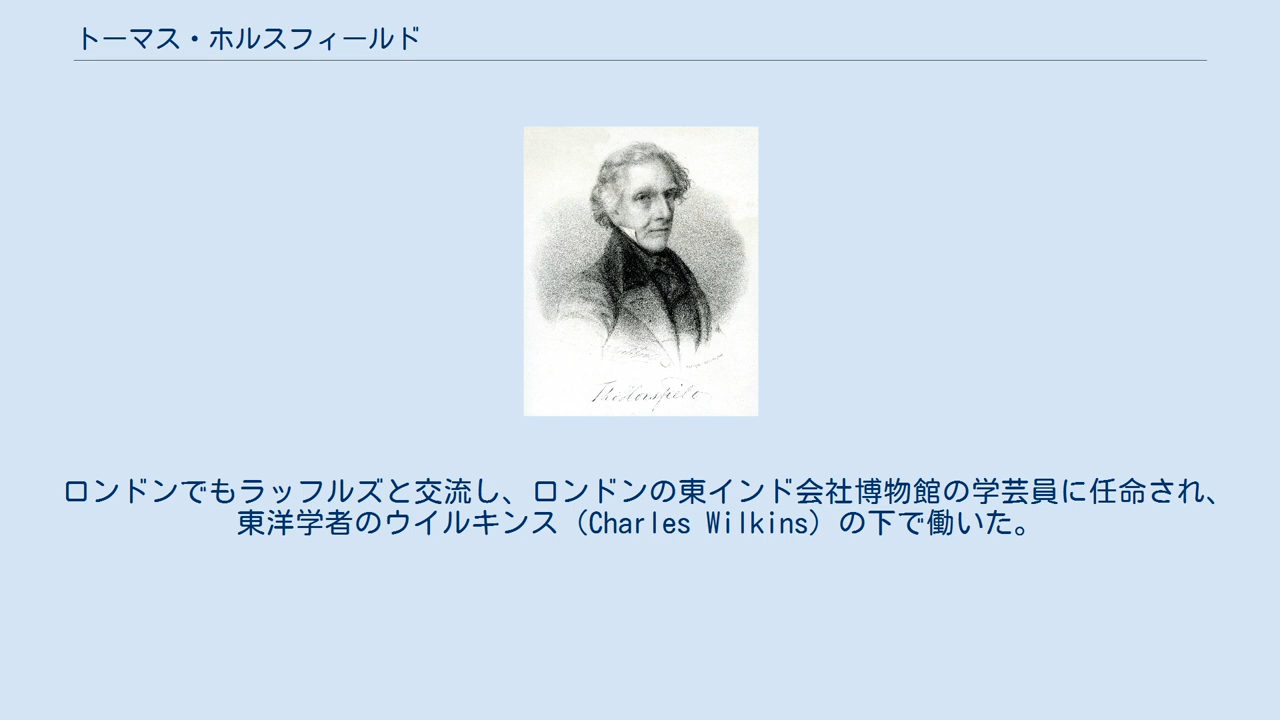 トーマス・ホルスフィールド
Tho Horsfield
ロンドンでもラッフルズと交流し、ロンドンの東インド会社博物館の学芸員に任命され、
東洋学者のウイルキンス（Charles Wilkins）の下で働いた。